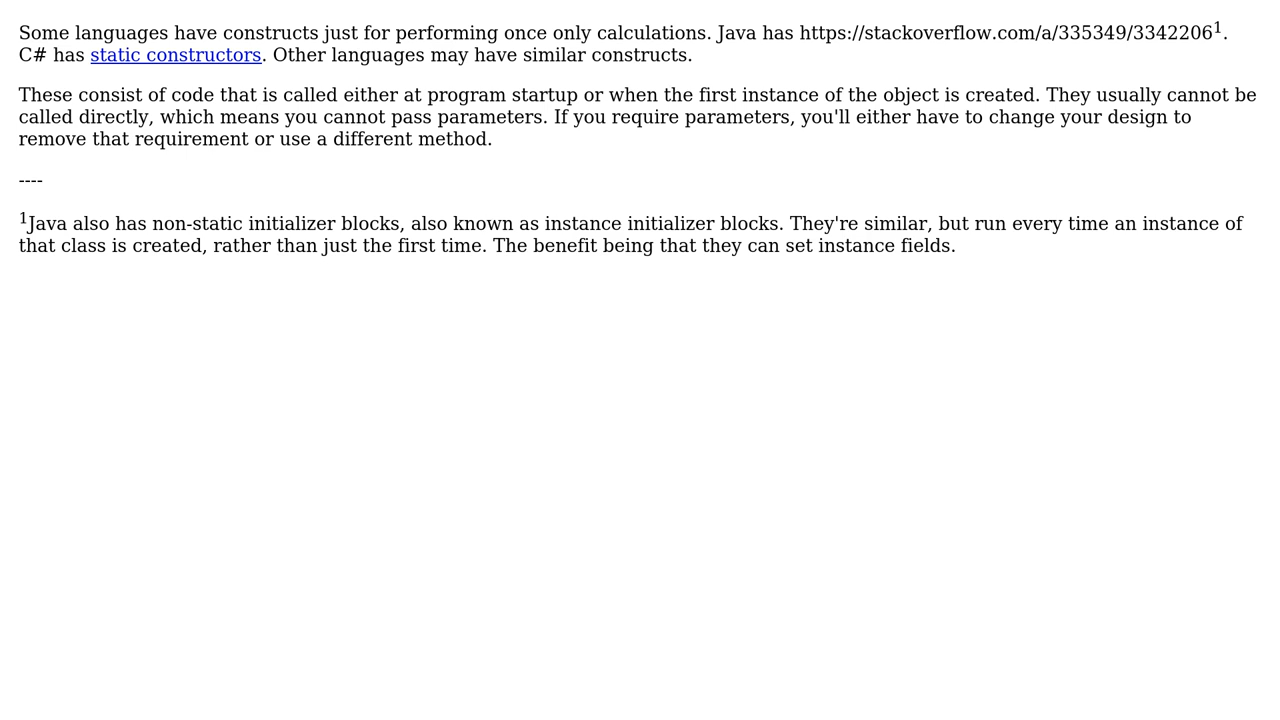 Some languages have constructs just for performing once only calculations. Java has https://stackoverflow.com/a/335349/3342206¹.
C# has static constructors. Other languages may have similar constructs.
These consist of code that is called either at program startup or when the first instance of the object is created. They usually cannot be
called directly, which means you cannot pass parameters. If you require parameters, you'll either have to change your design to
remove that requirement or use a different method.
----
¹Java also has non-static initializer blocks, also known as instance initializer blocks. They're similar, but run every time an instance of
that class is created, rather than just the first time. The benefit being that they can set instance fields.